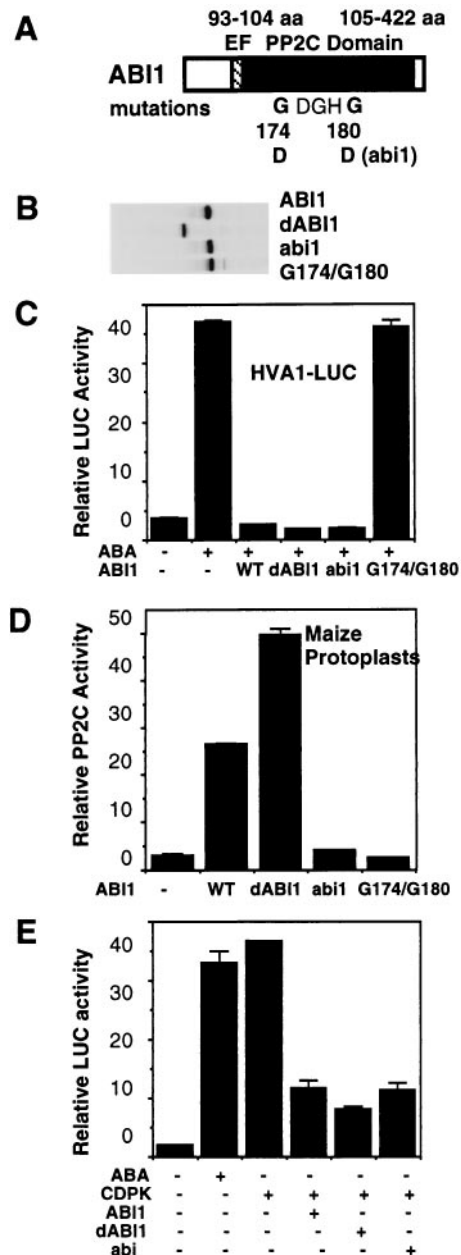 A
93-104 aa 105-422 aa
EF PP2C Domain
ABI1
mutations G DGH G
174 180
D D (abi1)
B
ABI1
dABI1
abi1
G174/G180
C
40
30
20
10
0
Relative LUC Activity
HVA1-LUC
ABA - + + + + +
ABI1 - - WT dABI1 abi1 G174/G180
D
50
40
30
20
10
0
Relative PP2C Activity
Maize
Protoplasts
ABI1 - WT dABI1 abi1 G174/G180
E
40
30
20
10
0
Relative LUC activity
ABA - + - - - -
CDPK - - + + + +
ABI1 - - - + - -
dABI1 - - - - + -
abi - - - - - +